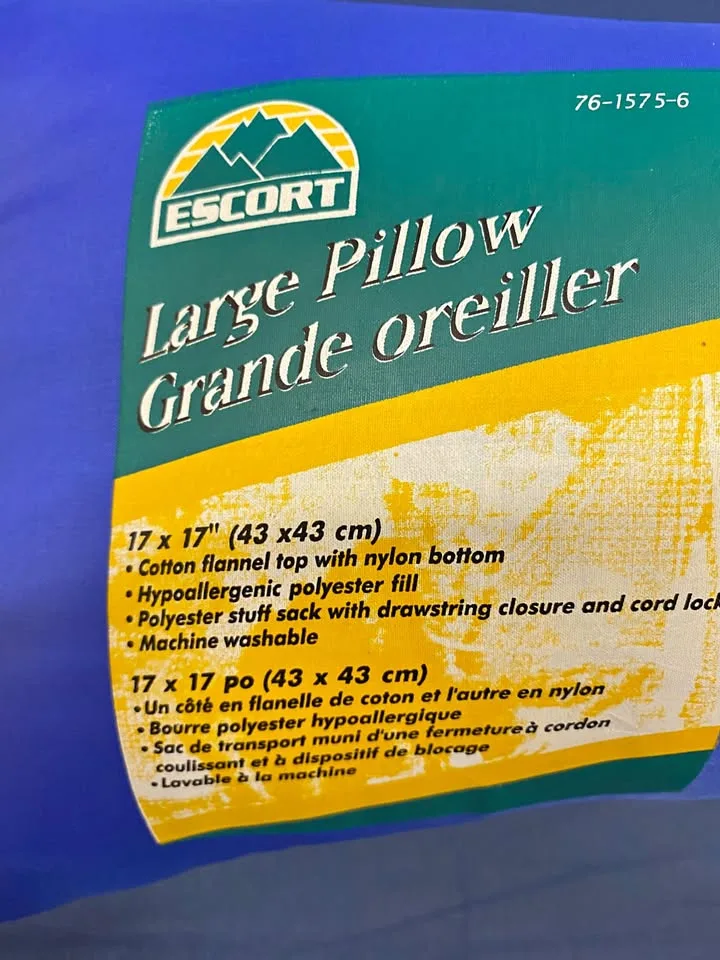 76-1575-6
ESCORT
Large Pillow
Grande oreiller
17 x 17" (43 x43 cm)
• Cotton flannel top with nylon bottom
• Hypoallergenic polyester fill
• Polyester stuff sack with drawstring closure and cord lock
• Machine washable
17 x 17 po (43 x 43 cm)
• Un côté en flanelle de coton et l'autre en nylon
• Bourre polyester hypoallergique
• Sac de transport muni d'une fermeture à cordon
coulissant et à dispositif de blocage
• Lavable à la machine